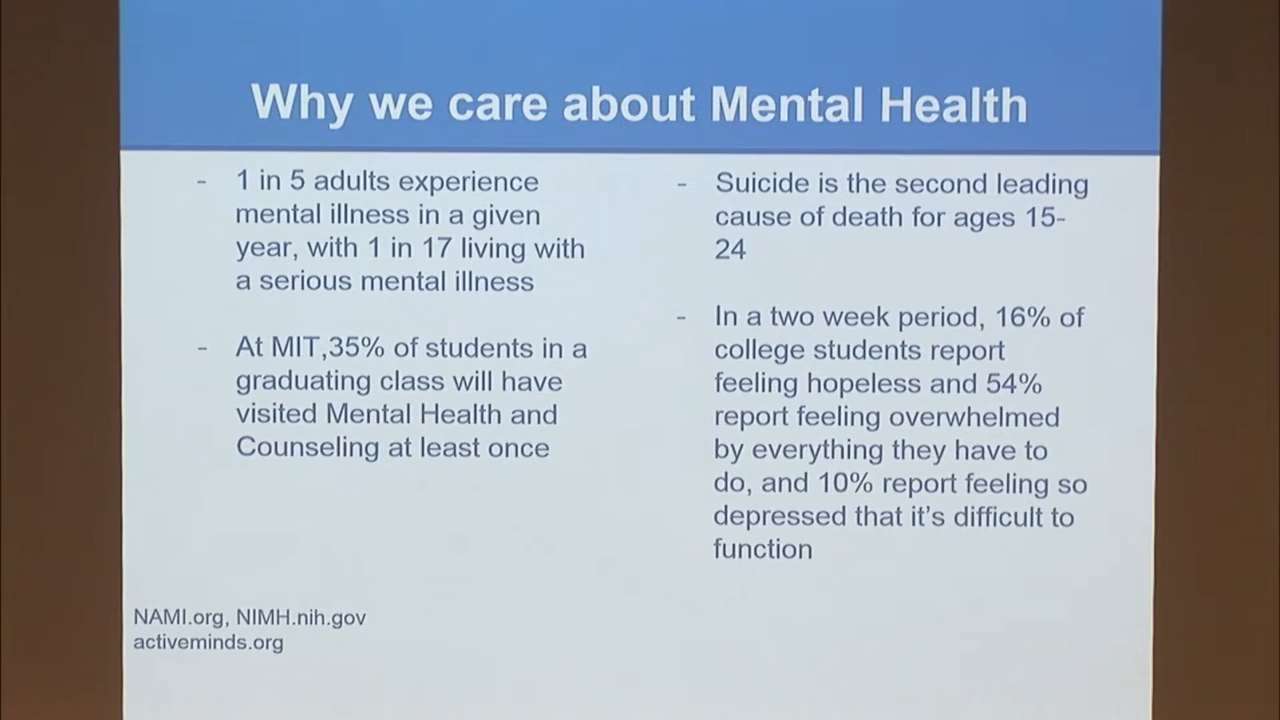 Why we care about Mental Health
- 1 in 5 adults experience
mental illness in a given
year, with 1 in 17 living with
a serious mental illness
- At MIT,35% of students in a
graduating class will have
visited Mental Health and
Counseling at least once
- Suicide is the second leading
cause of death for ages 15-
24
- In a two week period, 16% of
college students report
feeling hopeless and 54%
report feeling overwhelmed
by everything they have to
do, and 10% report feeling so
depressed that it's difficult to
function
NAMI.org, NIMH.nih.gov
activeminds.org